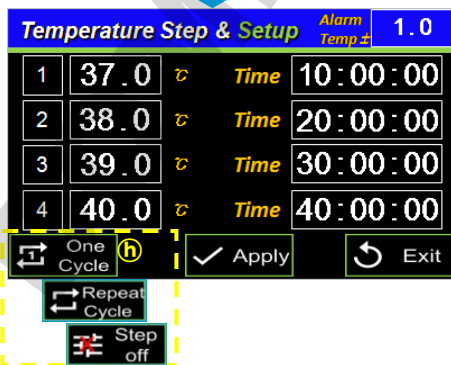 Temperature Step & Setup Alarm Temp± 1.0
1 37.0 ℃ Time 10:00:00
2 38.0 ℃ Time 20:00:00
3 39.0 ℃ Time 30:00:00
4 40.0 ℃ Time 40:00:00
1 One Cycle ⓗ Apply Exit
Repeat Cycle
Step off